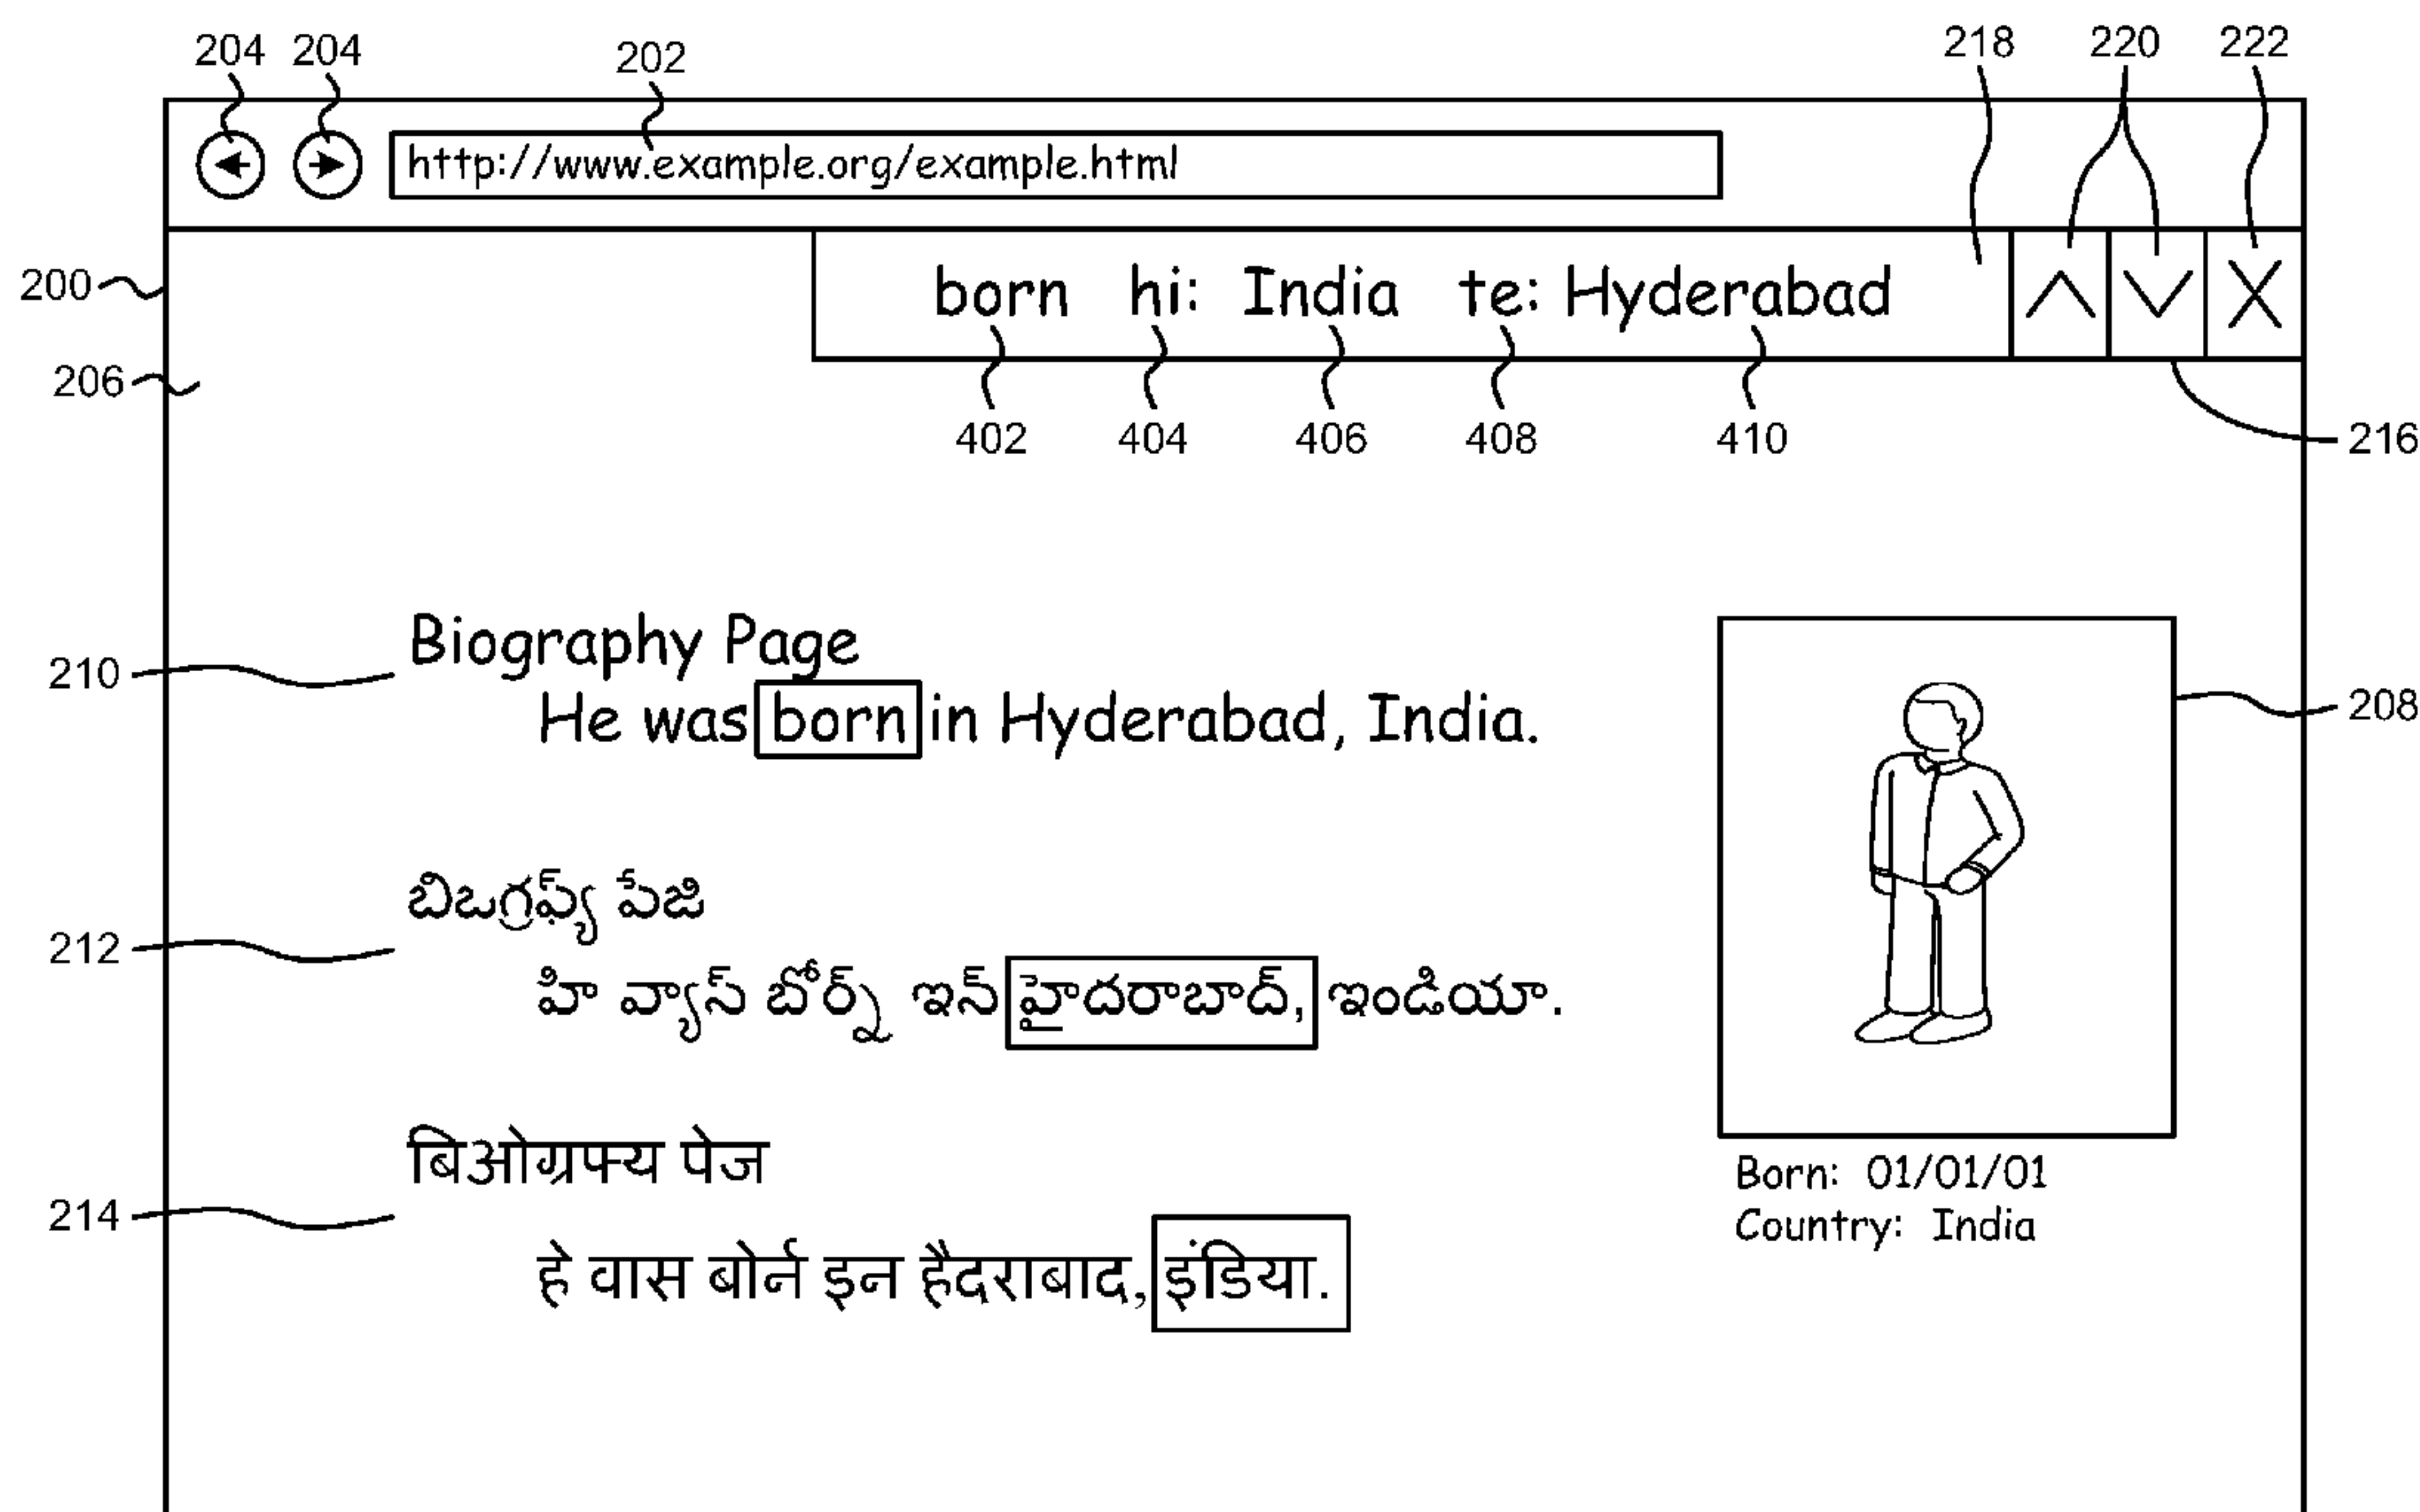 204 204 202 218 220 222
http://www.example.org/example.html
200
born hi: India te: Hyderabad
206
402 404 406 408 410
216
Biography Page
210
He was born in Hyderabad, India.
208
బిఒగ్రఫ్య్ పేజి
212
హి వ్యాస్ బోర్న్ ఇన్ హైదరాబాద్, ఇండియా.
बिओग्रफ्य पेज
Born: 01/01/01
214
Country: India
हे वास बोर्न इन हैदराबाद, इंडिया.